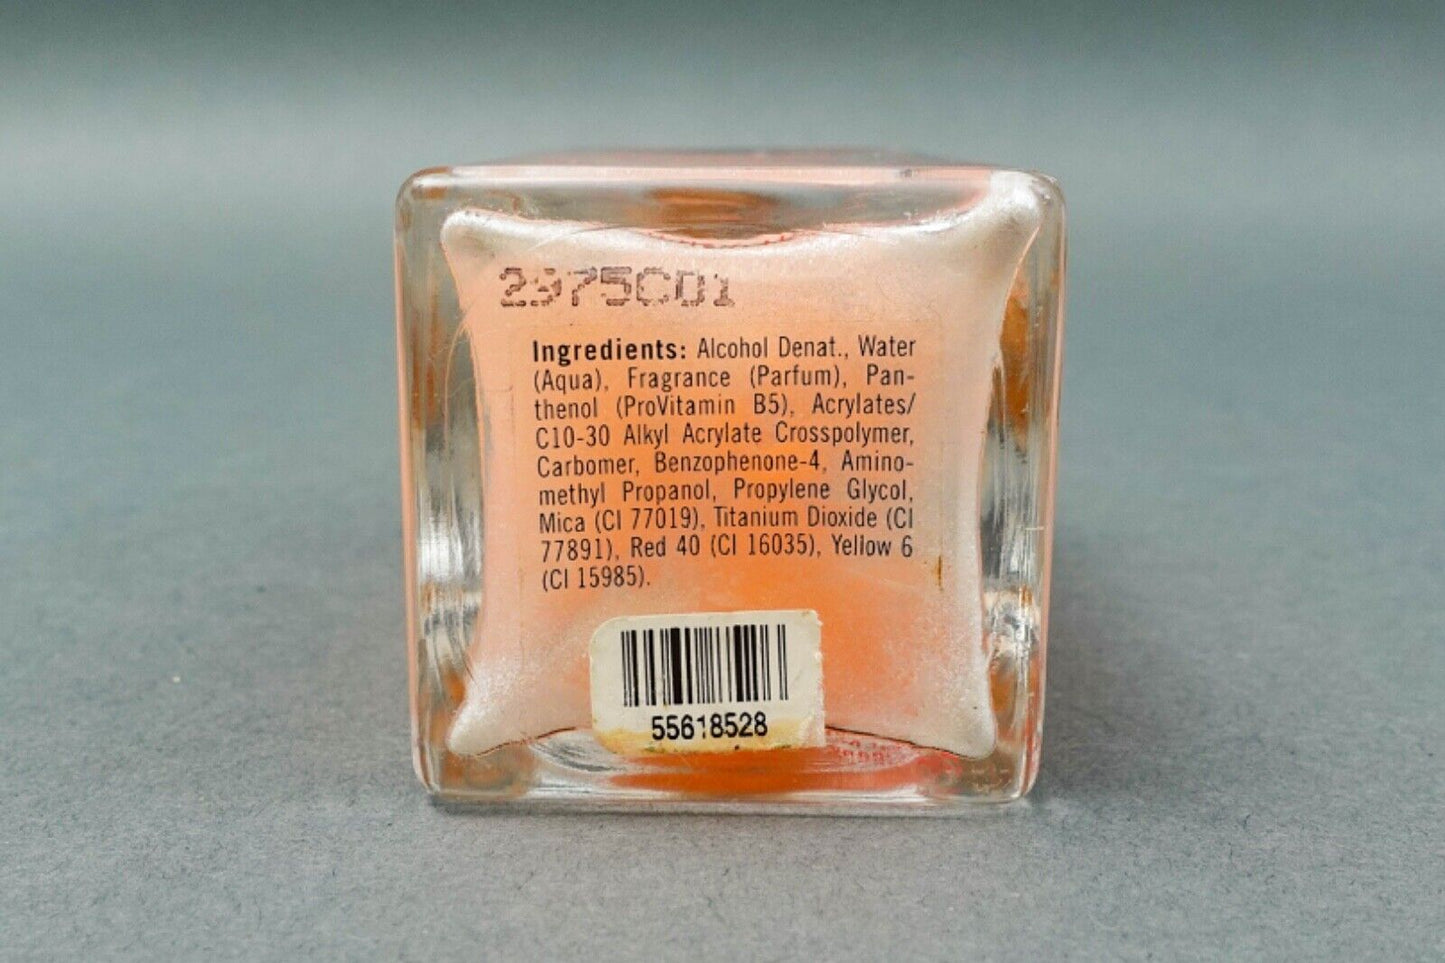 2975C01
Ingredients: Alcohol Denat., Water
(Aqua), Fragrance (Parfum), Pan-
thenol (ProVitamin B5), Acrylates/
C10-30 Alkyl Acrylate Crosspolymer,
Carbomer, Benzophenone-4, Amino-
methyl Propanol, Propylene Glycol,
Mica (CI 77019), Titanium Dioxide (CI
77891), Red 40 (CI 16035), Yellow 6
(CI 15985).
55618528